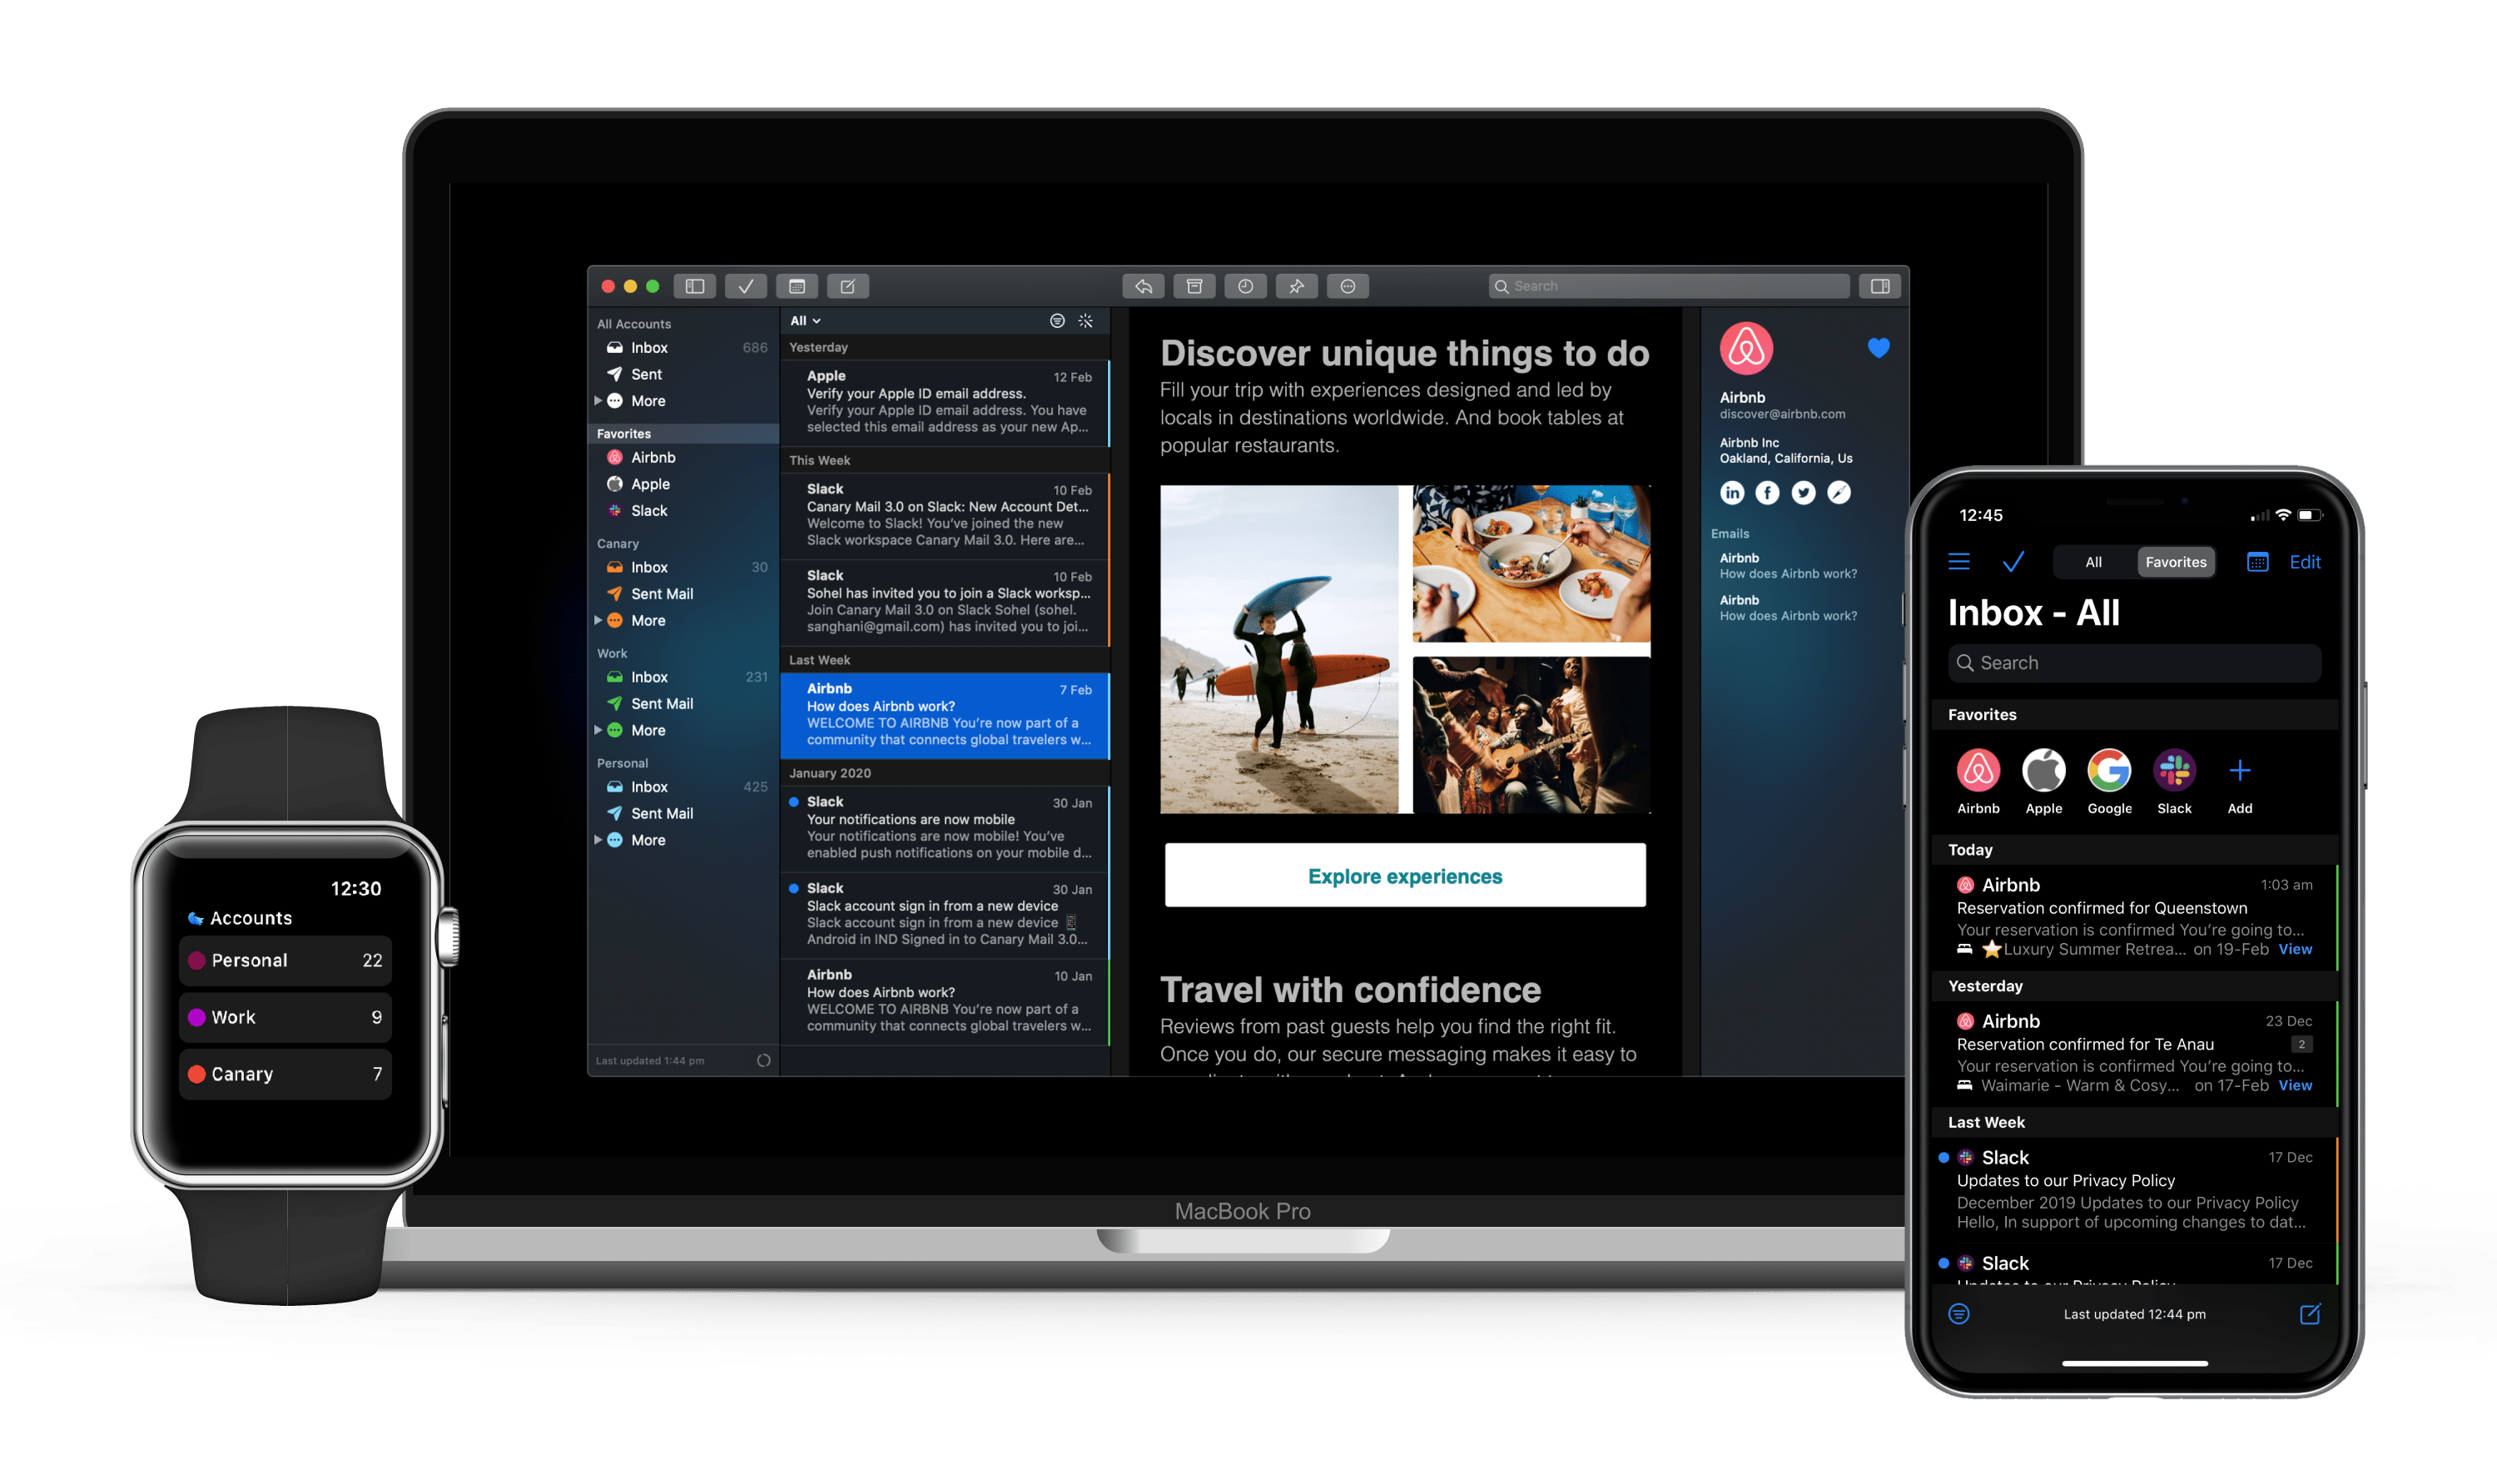 12:30
Accounts
Personal 22
Work 9
Canary 7
Search
All Accounts
Inbox 686
Sent
More
Favorites
Airbnb
Apple
Slack
Canary
Inbox 30
Sent Mail
More
Work
Inbox 231
Sent Mail
More
Personal
Inbox 425
Sent Mail
More
Last updated 1:44 pm
All
Yesterday
Apple 12 Feb
Verify your Apple ID email address.
Verify your Apple ID email address. You have
selected this email address as your new Ap...
This Week
Slack 10 Feb
Canary Mail 3.0 on Slack: New Account Det...
Welcome to Slack! You've joined the new
Slack workspace Canary Mail 3.0. Here are...
Slack 10 Feb
Sohel has invited you to join a Slack worksp...
Join Canary Mail 3.0 on Slack Sohel (sohel.
sanghani@gmail.com) has invited you to joi...
Last Week
Airbnb 7 Feb
How does Airbnb work?
WELCOME TO AIRBNB You're now part of a
community that connects global travelers w...
January 2020
Slack 30 Jan
Your notifications are now mobile
Your notifications are now mobile! You've
enabled push notifications on your mobile d...
Slack 30 Jan
Slack account sign in from a new device
Slack account sign in from a new device
Android in IND Signed in to Canary Mail 3.0...
Airbnb 10 Jan
How does Airbnb work?
WELCOME TO AIRBNB You're now part of a
community that connects global travelers w...
Discover unique things to do
Fill your trip with experiences designed and led by
locals in destinations worldwide. And book tables at
popular restaurants.
Explore experiences
Travel with confidence
Reviews from past guests help you find the right fit.
Once you do, our secure messaging makes it easy to
Airbnb
discover@airbnb.com
Airbnb Inc
Oakland, California, Us
Emails
Airbnb
How does Airbnb work?
Airbnb
How does Airbnb work?
MacBook Pro
12:45
All Favorites Edit
Inbox - All
Search
Favorites
Airbnb Apple Google Slack Add
Today
Airbnb 1:03 am
Reservation confirmed for Queenstown
Your reservation is confirmed You're going to...
Luxury Summer Retrea... on 19-Feb View
Yesterday
Airbnb 23 Dec
Reservation confirmed for Te Anau 2
Your reservation is confirmed You're going to...
Waimarie - Warm & Cosy... on 17-Feb View
Last Week
Slack 17 Dec
Updates to our Privacy Policy
December 2019 Updates to our Privacy Policy
Hello, In support of upcoming changes to dat...
Slack 17 Dec
Updates to our Privacy Policy
Last updated 12:44 pm